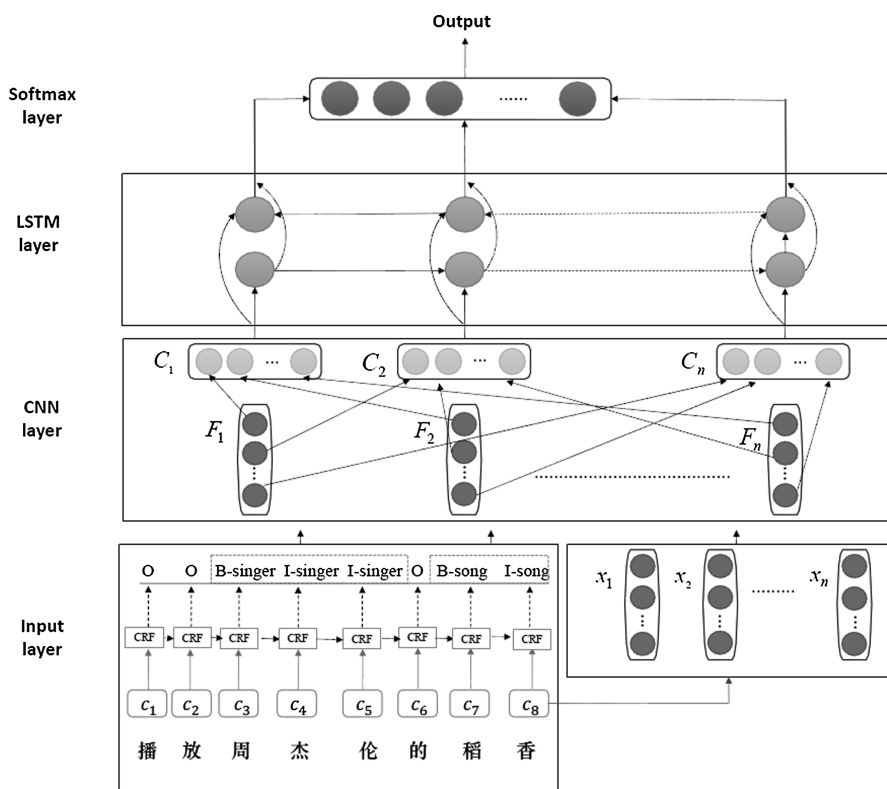 Output
Softmax
layer
......
LSTM
layer
C1 ... C2 ... Cn ...
CNN
layer
F1 F2 Fn
O O B-singer I-singer I-singer O B-song I-song
x1 x2 ········· xn
Input
layer
CRF CRF CRF CRF CRF CRF CRF CRF
c1 c2 c3 c4 c5 c6 c7 c8
播 放 周 杰 伦 的 稻 香